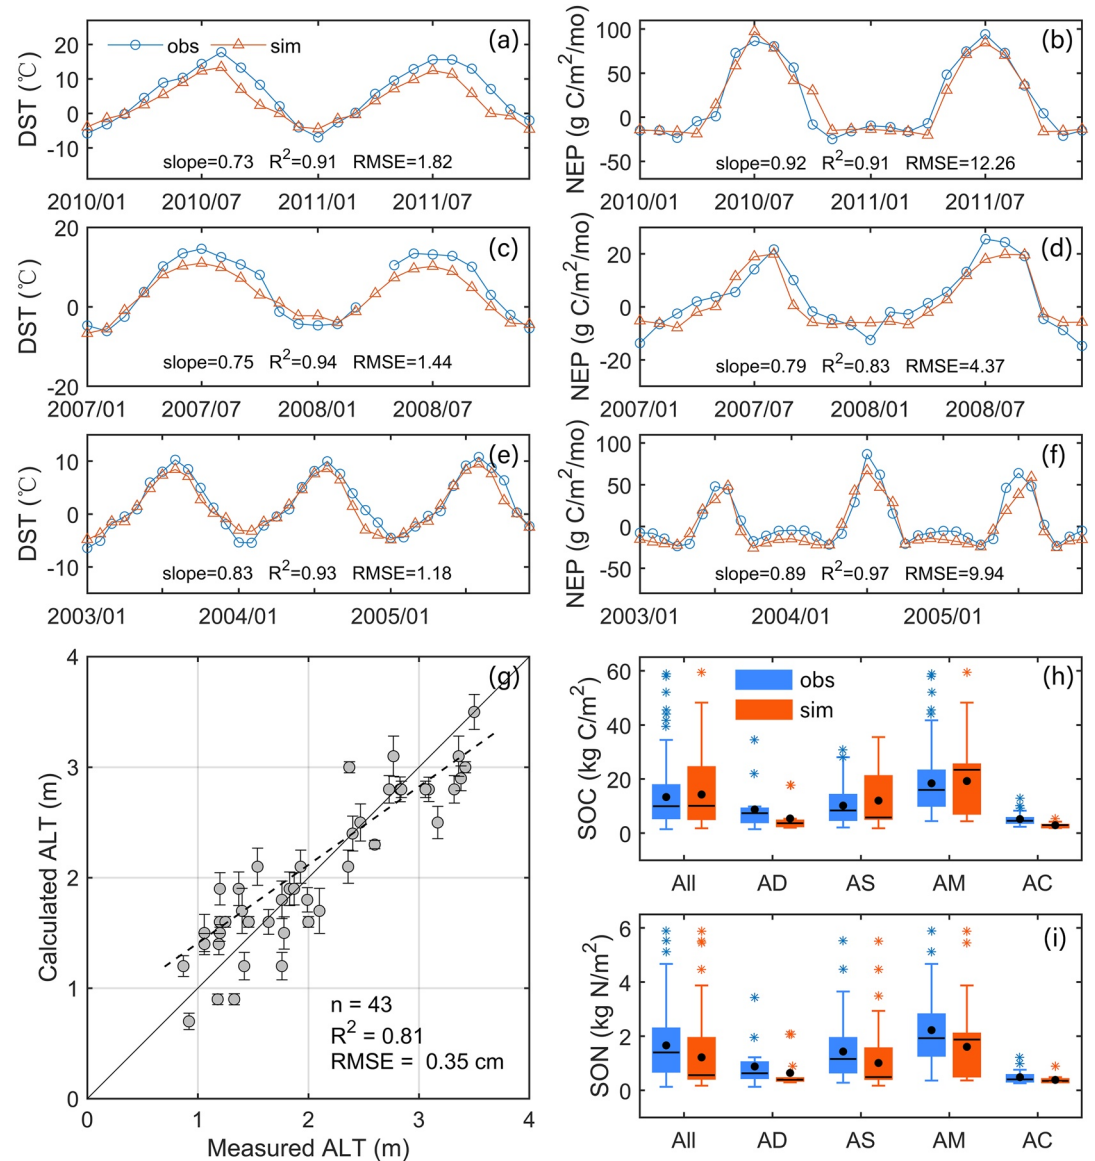 DST (℃)
20
10
0
-10
obs
sim
(a)
slope=0.73 R²=0.91 RMSE=1.82
2010/01 2010/07 2011/01 2011/07
NEP (g C/m²/mo)
100
50
0
-50
(b)
slope=0.92 R²=0.91 RMSE=12.26
2010/01 2010/07 2011/01 2011/07
DST (℃)
20
0
-20
(c)
slope=0.75 R²=0.94 RMSE=1.44
2007/01 2007/07 2008/01 2008/07
NEP (g C/m²/mo)
20
0
-20
(d)
slope=0.79 R²=0.83 RMSE=4.37
2007/01 2007/07 2008/01 2008/07
DST (℃)
10
0
-10
(e)
slope=0.83 R²=0.93 RMSE=1.18
2003/01 2004/01 2005/01
NEP (g C/m²/mo)
100
50
0
-50
(f)
slope=0.89 R²=0.97 RMSE=9.94
2003/01 2004/01 2005/01
Calculated ALT (m)
4
3
2
1
0
(g)
n = 43
R² = 0.81
RMSE = 0.35 cm
0 1 2 3 4
Measured ALT (m)
SOC (kg C/m²)
60
40
20
0
obs
sim
(h)
All AD AS AM AC
SON (kg N/m²)
6
4
2
0
(i)
All AD AS AM AC